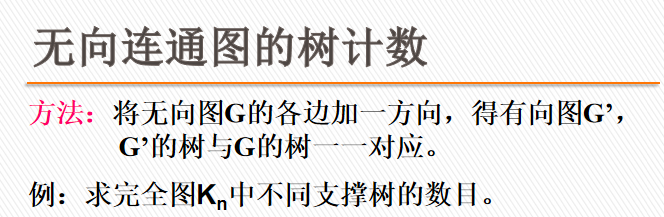 无向连通图的树计数
方法：将无向图G的各边加一方向，得有向图G’，
G’的树与G的树一一对应。
例：求完全图Kn中不同支撑树的数目。